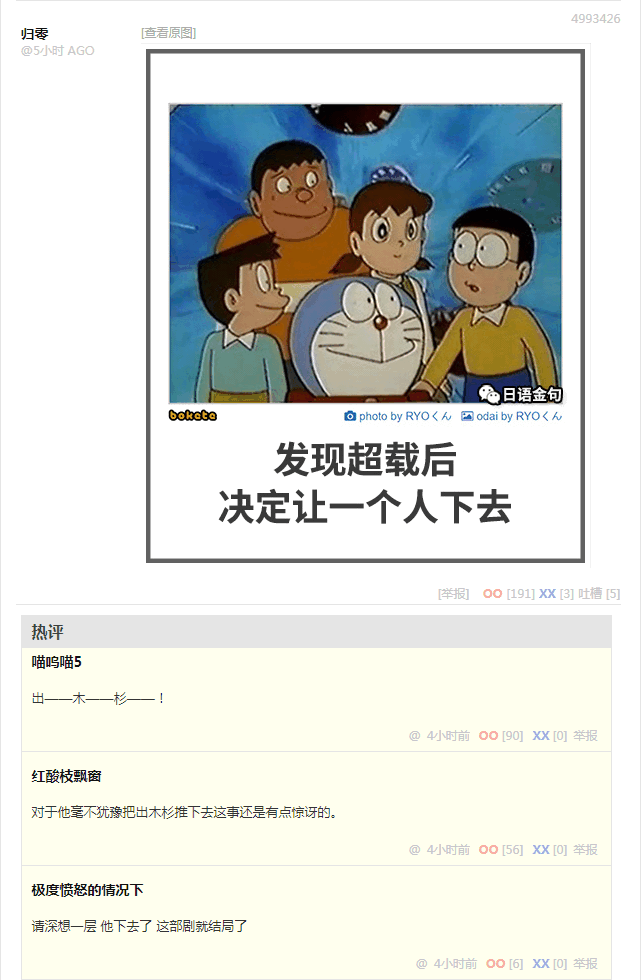 4993426
归零
[查看原图]
@5小时 AGO
日语金句
bokete
photo by RYOくん
odai by RYOくん
发现超载后
决定让一个人下去
[举报] OO [191] XX [3] 吐槽 [5]
热评
喵呜喵5
出——木——杉——！
@ 4小时前 OO [90] XX [0] 举报
红酸枝飘窗
对于他毫不犹豫把出木杉推下去这事还是有点惊讶的。
@ 4小时前 OO [56] XX [0] 举报
极度愤怒的情况下
请深想一层 他下去了 这部剧就结局了
@ 4小时前 OO [6] XX [0] 举报